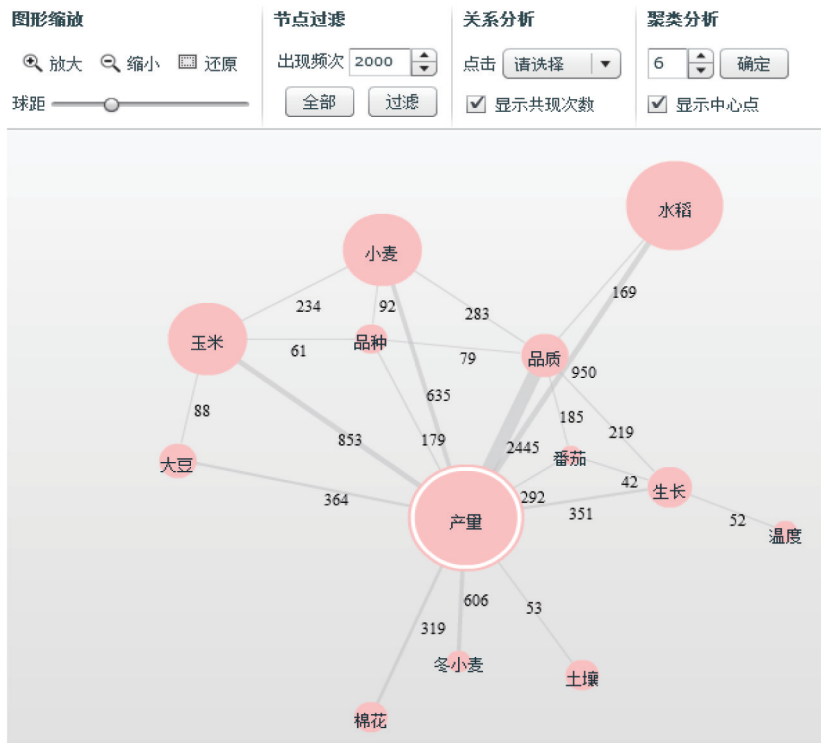 图形缩放
节点过滤
关系分析
聚类分析
放大 缩小 还原
出现频次 2000
点击 请选择
6 确定
球距
全部 过滤
显示共现次数
显示中心点
水稻
小麦
169
234
92
283
玉米
品种
61
79
品质
950
88
635
185
853
179
2445
219
大豆
番茄
364
292
42
生长
产量
351
52
温度
606
53
319
冬小麦
土壤
棉花